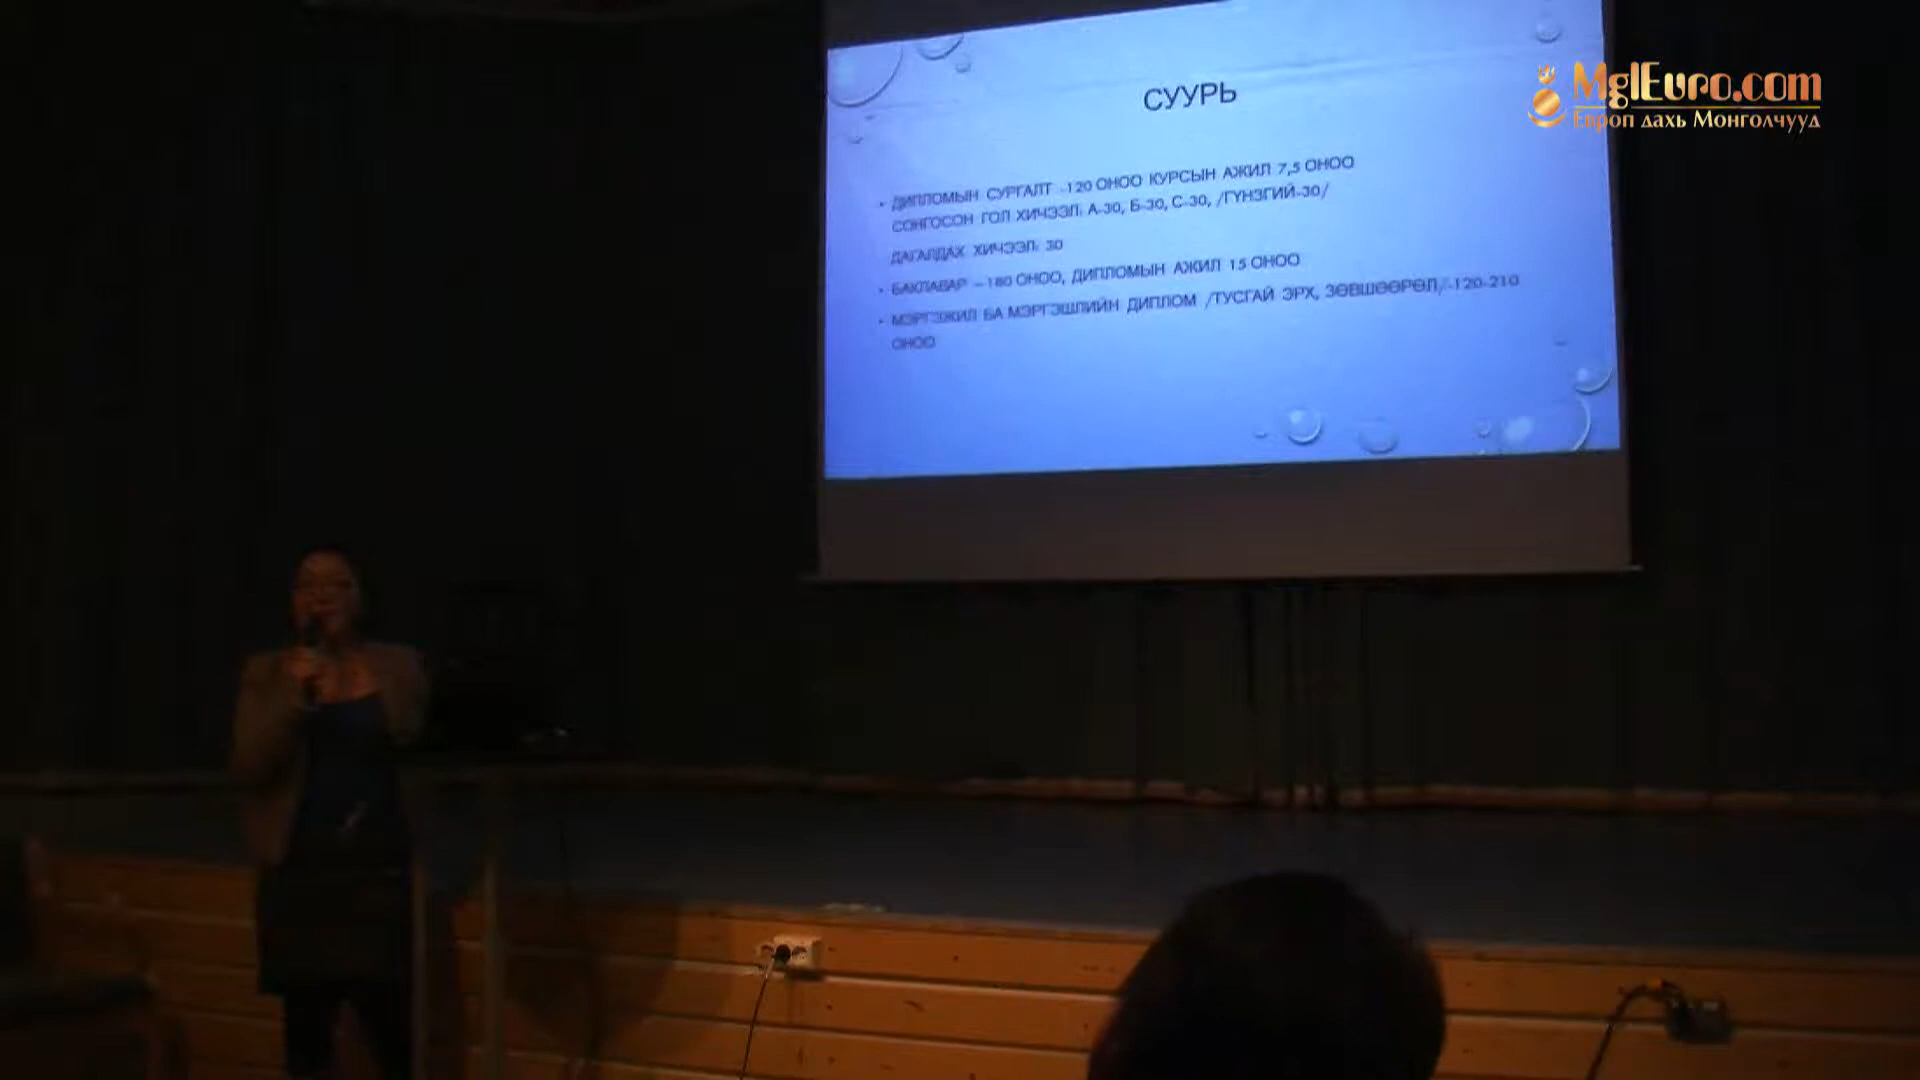 СУУРЬ
MglEuro.com
Европ дахь Монголчууд
• ДИПЛОМЫН СУРГАЛТ -120 ОНОО КУРСЫН АЖИЛ 7,5 ОНОО
СОНГОСОН ГОЛ ХИЧЭЭЛ: А-30, Б-30, С-30, /ГҮНЗГИЙ-30/
ДАГАЛДАХ ХИЧЭЭЛ: 30
• БАКЛАВАР – 180 ОНОО, ДИПЛОМЫН АЖИЛ 15 ОНОО
• МЭРГЭЖИЛ БА МЭРГЭШЛИЙН ДИПЛОМ /ТУСГАЙ ЭРХ, ЗӨВШӨӨРӨЛ/-120-210
ОНОО